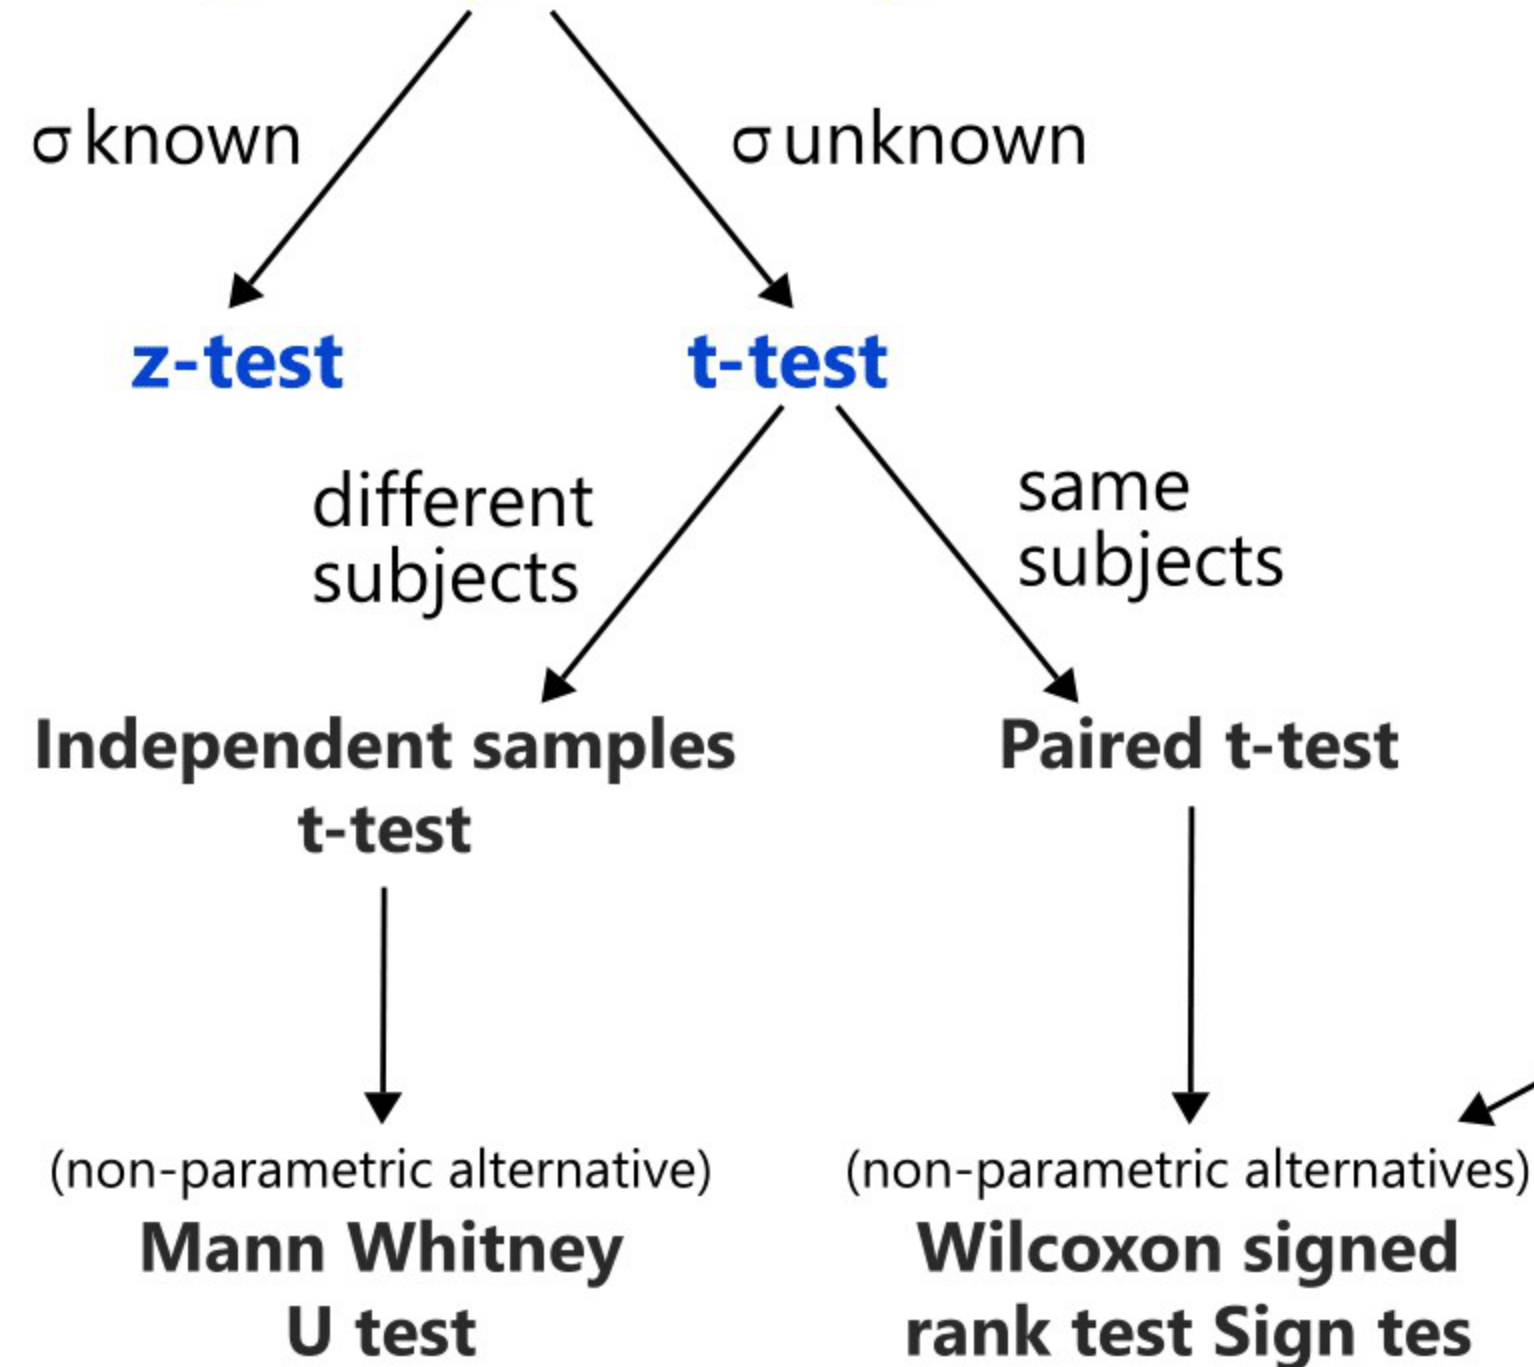 σ known
σ unknown
z-test
t-test
different
subjects
same
subjects
Independent samples
t-test
Paired t-test
(non-parametric alternative)
Mann Whitney
U test
(non-parametric alternatives)
Wilcoxon signed
rank test Sign tes